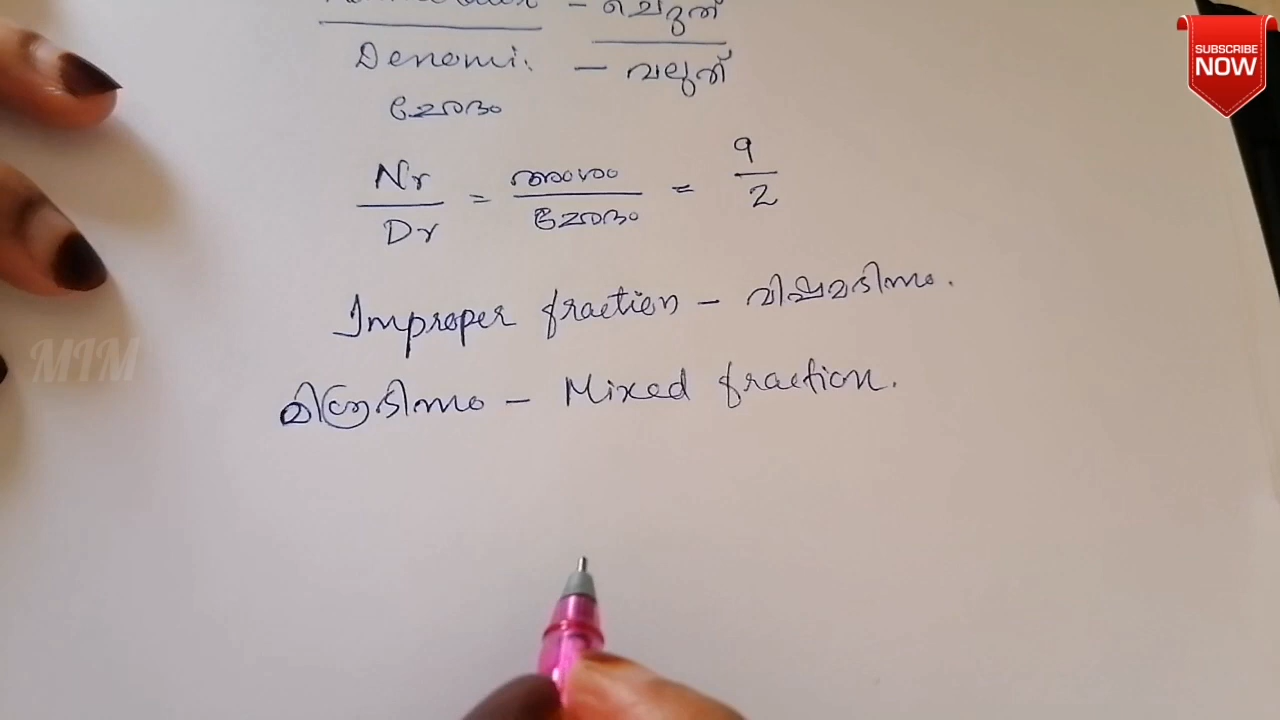 - ചെറുത്
Denomi. - വലുത്
ഛേദം
Nr / Dr = അംശം / ഛേദം = 9 / 2
Improper fraction - വിഷമഭിന്നം.
മിശ്രഭിന്നം - Mixed fraction.
SUBSCRIBE
NOW
MIM